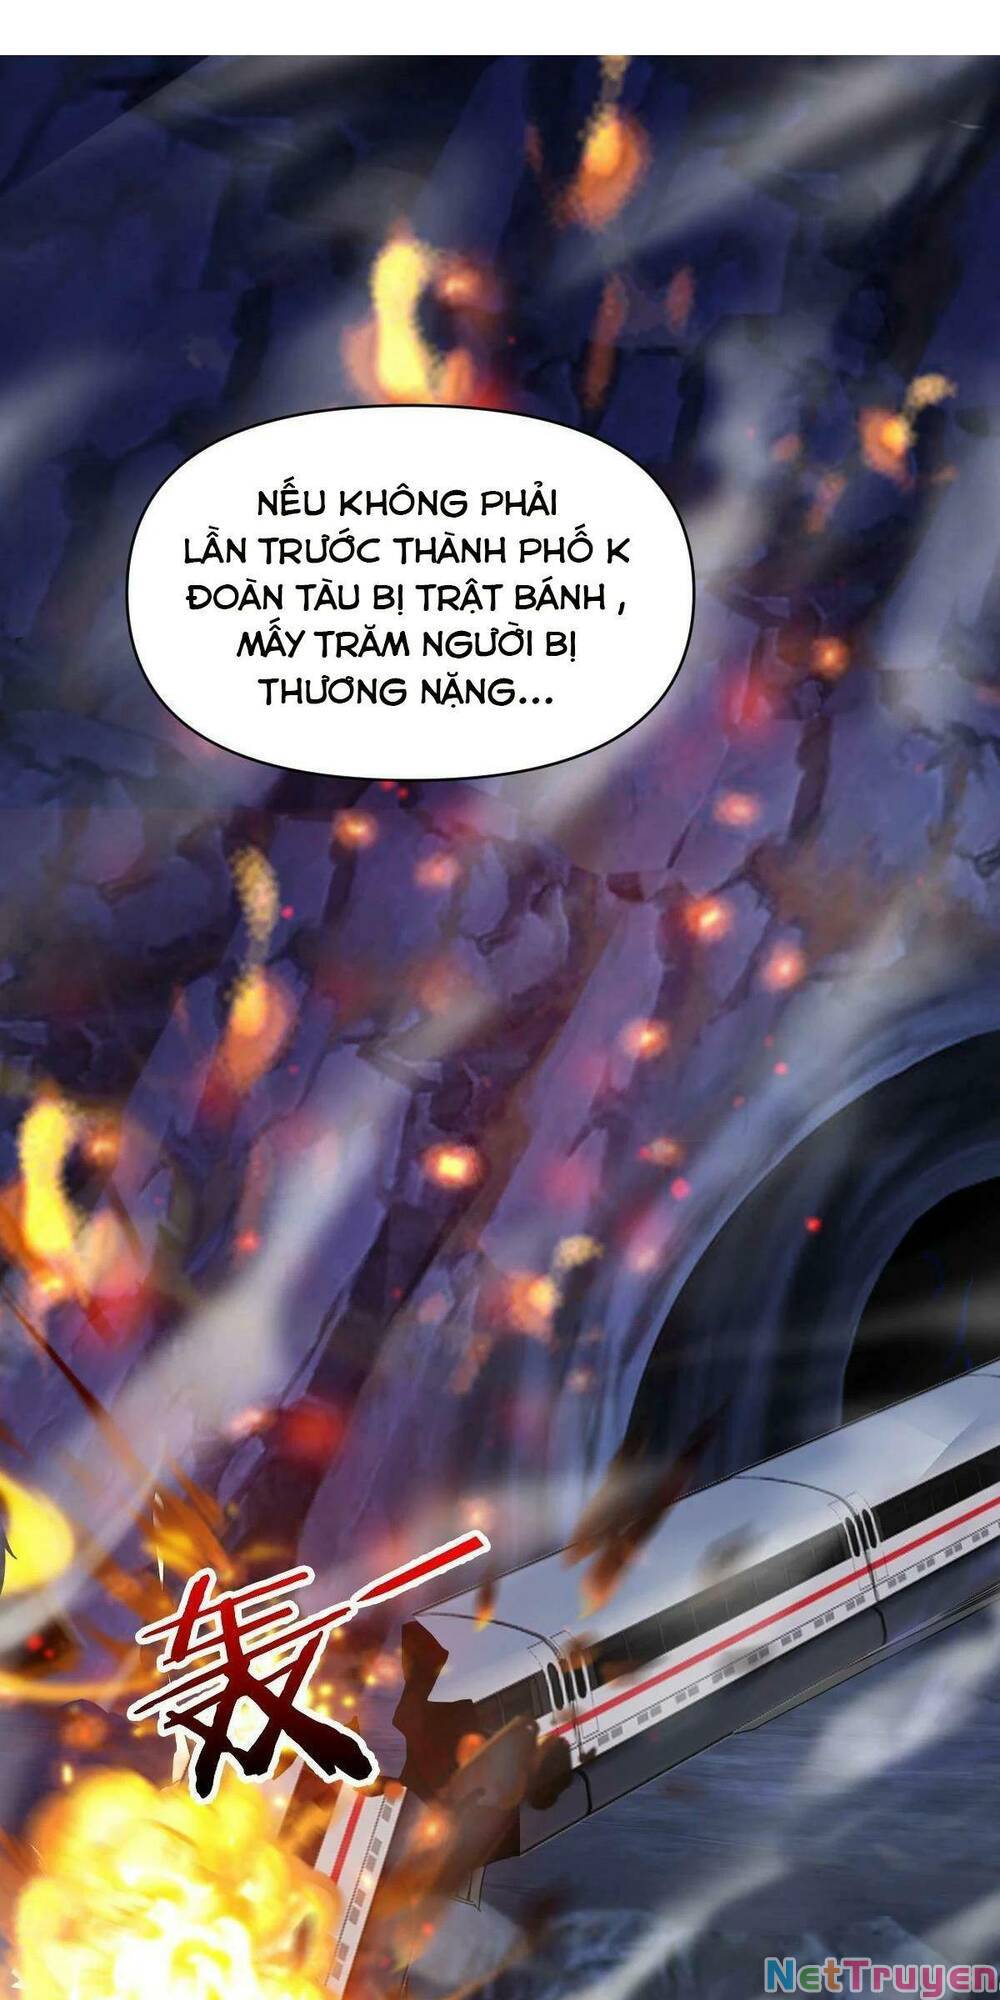 NẾU KHÔNG PHẢI
LẦN TRƯỚC THÀNH PHỐ K
ĐOÀN TÀU BỊ TRẬT BÁNH ,
MẤY TRĂM NGƯỜI BỊ
THƯƠNG NẶNG...
轰
NetTruyen